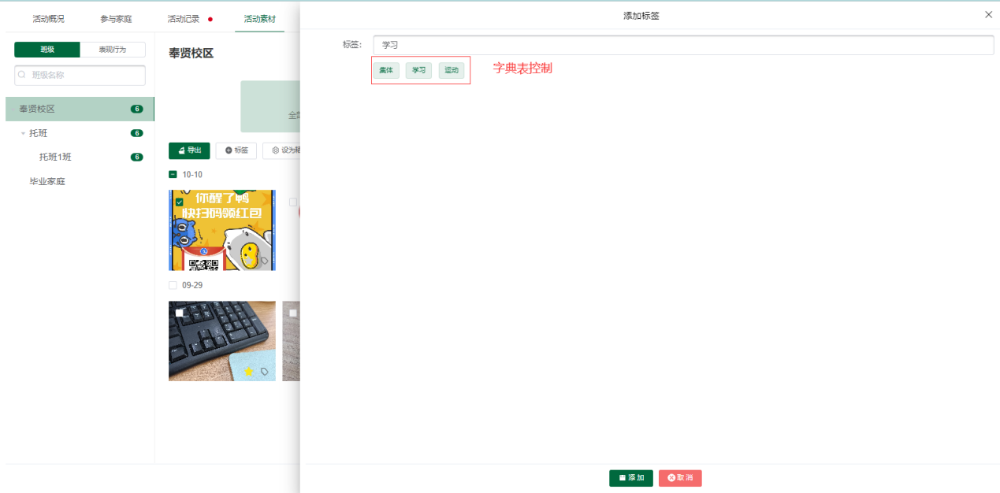 活动概况 参与家庭 活动记录 活动素材
添加标签
班级 表现行为
班级名称
奉贤校区 6
托班 6
托班1班 6
毕业家庭
奉贤校区
导出 标签
10-10
你醒了鸭
快扫码领红包
09-29
标签: 学习
集体 学习 运动
字典表控制
添加 取消